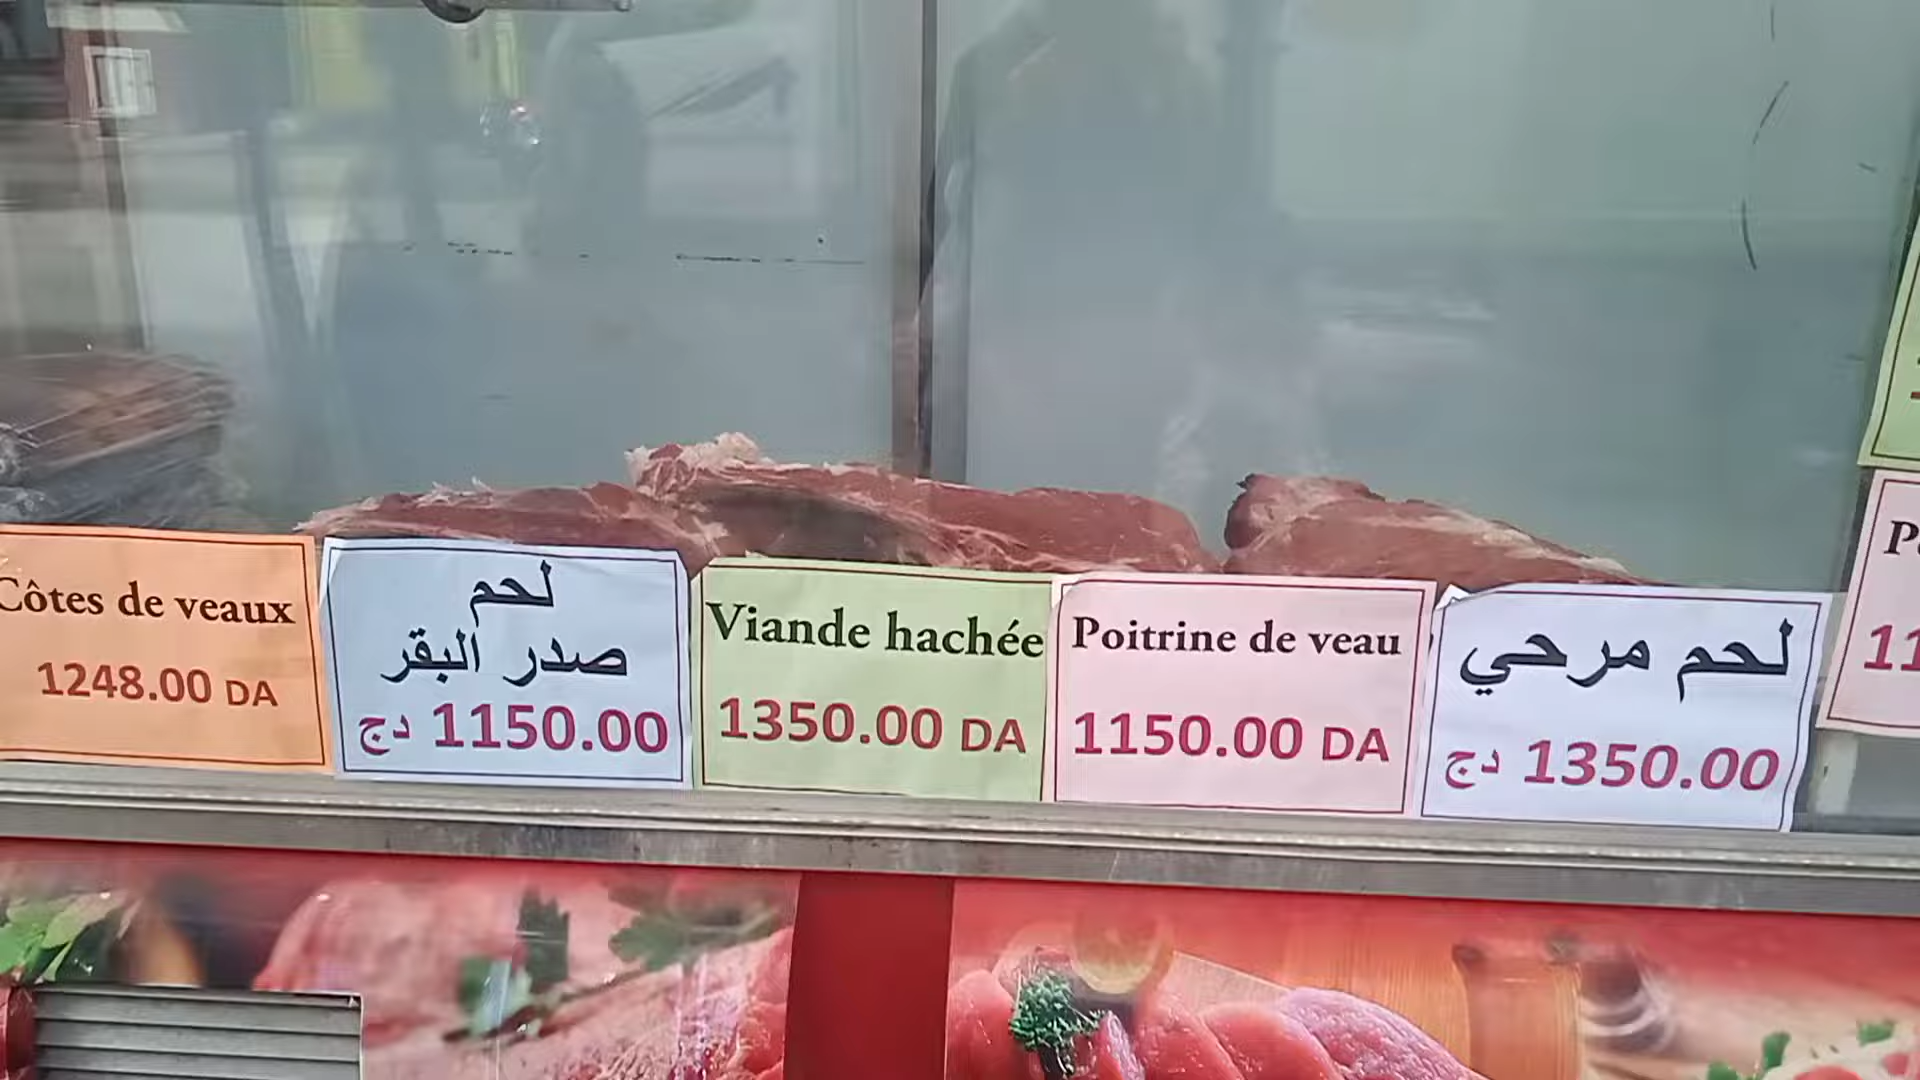 Côtes de veaux
1248.00 DA
لحم
صدر البقر
1150.00 دج
Viande hachée
1350.00 DA
Poitrine de veau
1150.00 DA
لحم مرحي
1350.00 دج